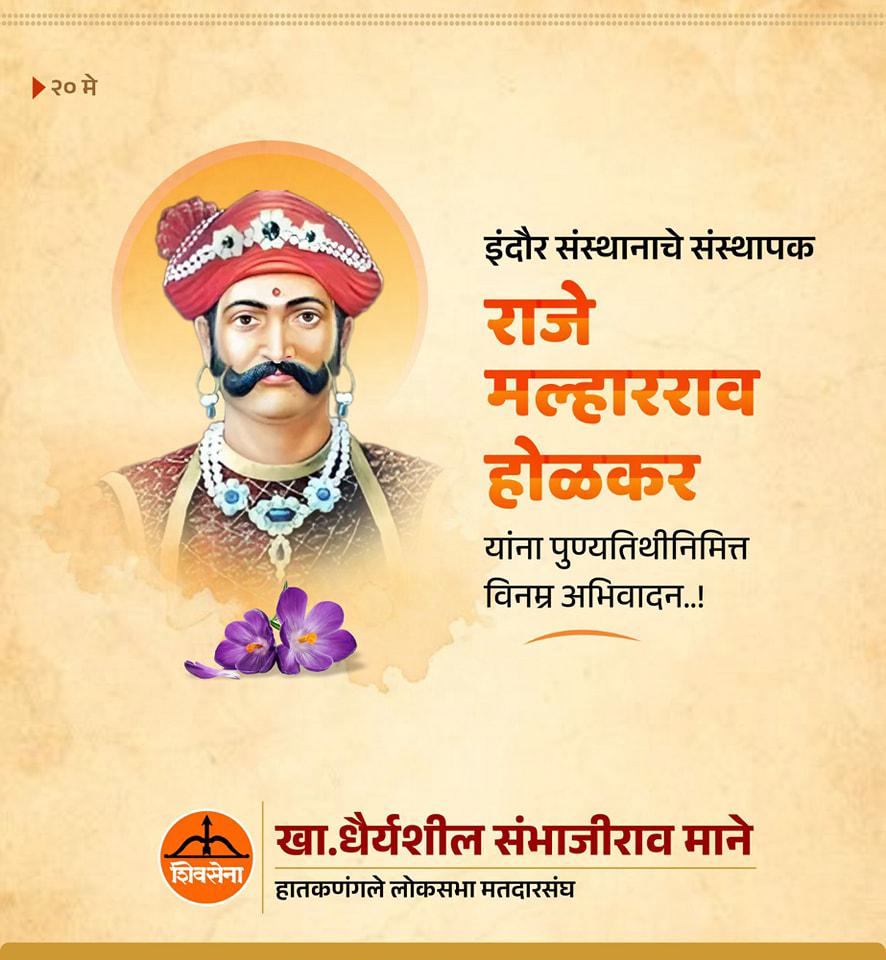 २० मे
इंदौर संस्थानाचे संस्थापक
राजे
मल्हारराव
होळकर
यांना पुण्यतिथीनिमित्त
विनम्र अभिवादन..!
शिवसेना
खा.धैर्यशील संभाजीराव माने
हातकणंगले लोकसभा मतदारसंघ